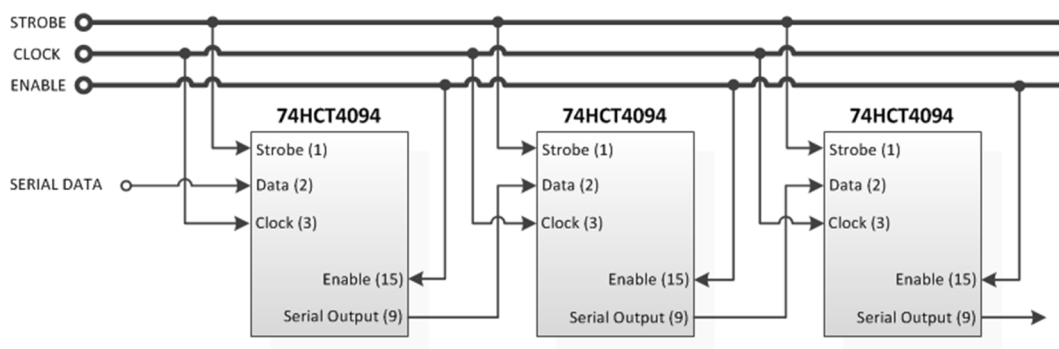 STROBE
CLOCK
ENABLE
SERIAL DATA
74HCT4094
Strobe (1)
Data (2)
Clock (3)
Enable (15)
Serial Output (9)
74HCT4094
Strobe (1)
Data (2)
Clock (3)
Enable (15)
Serial Output (9)
74HCT4094
Strobe (1)
Data (2)
Clock (3)
Enable (15)
Serial Output (9)